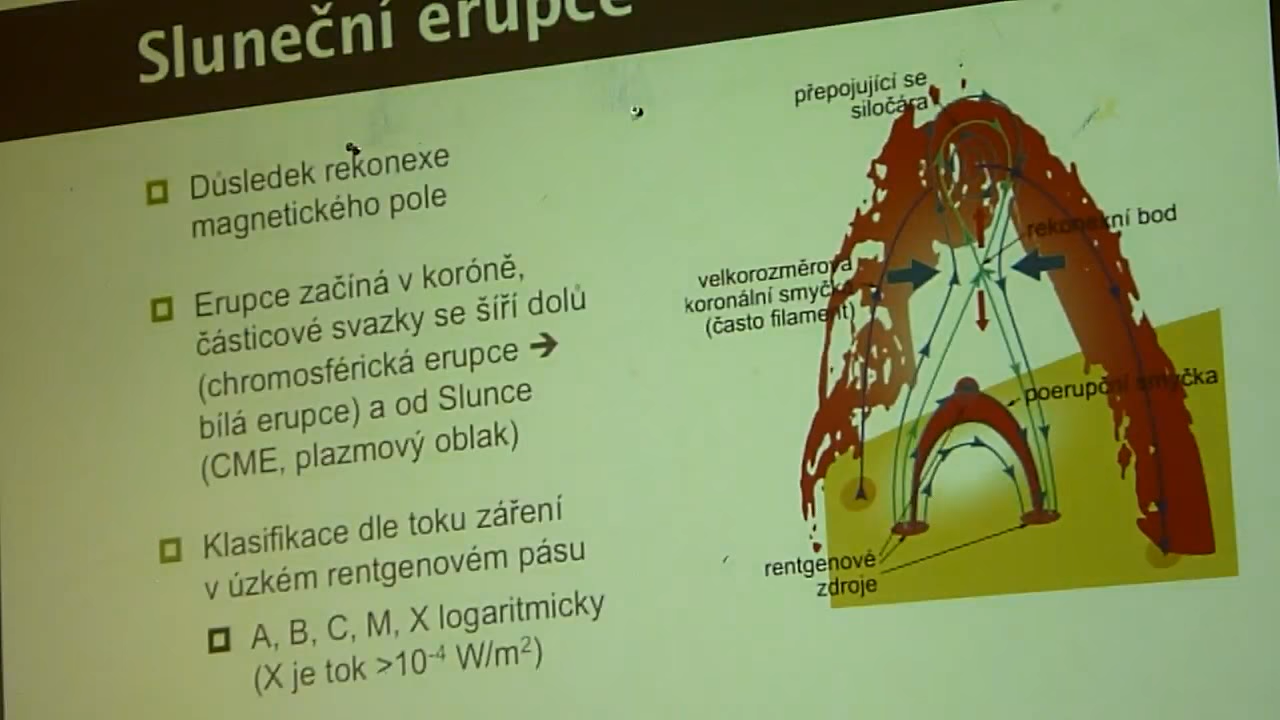 Sluneční erupce
Důsledek rekonexe
magnetického pole
Erupce začíná v koróně,
částicové svazky se šíří dolů
(chromosférická erupce ➔
bílá erupce) a od Slunce
(CME, plazmový oblak)
Klasifikace dle toku záření
v úzkém rentgenovém pásu
A, B, C, M, X logaritmicky
(X je tok >10⁻⁴ W/m²)
přepojující se
siločára
rekonexní bod
velkorozměrová
koronální smyčka
(často filament)
poerupční smyčka
rentgenové
zdroje